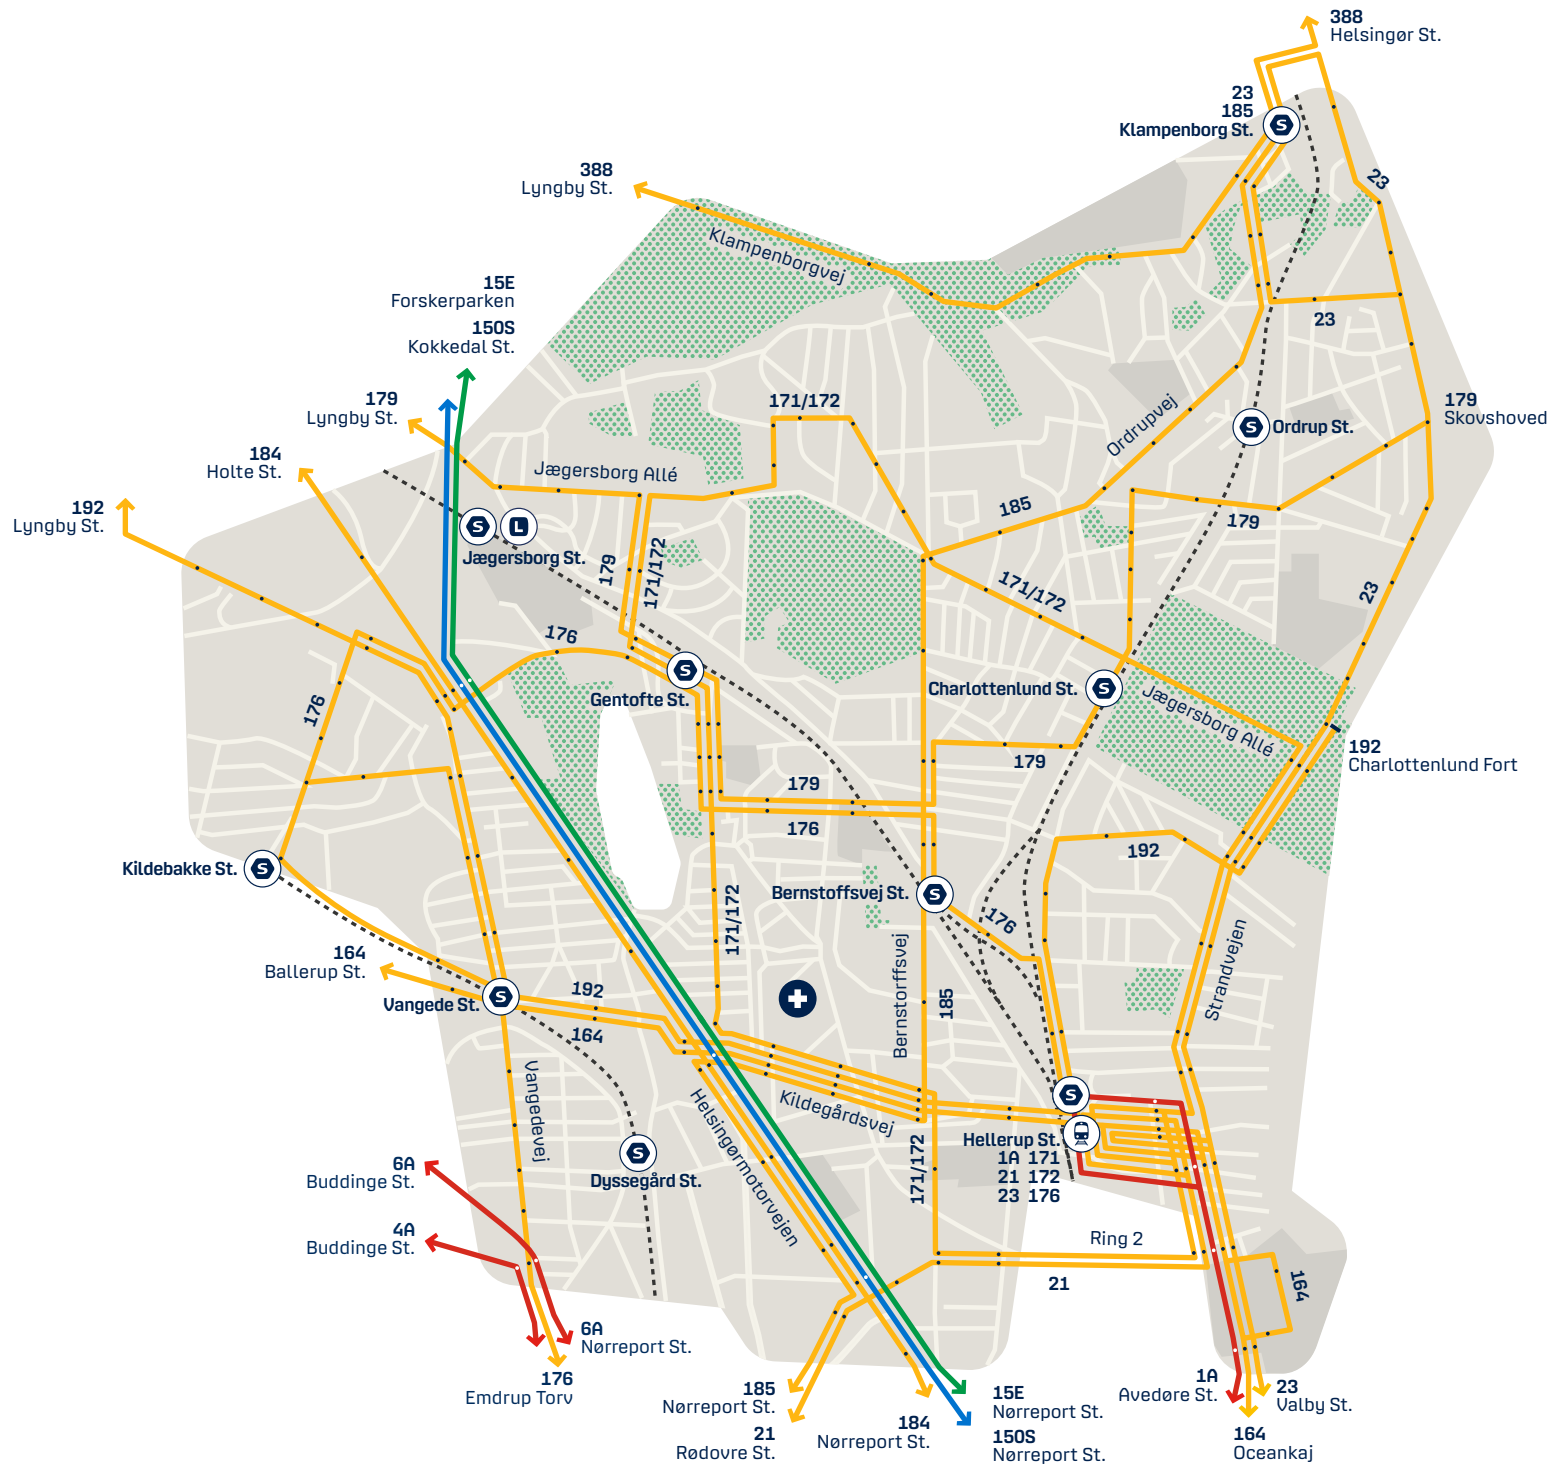 388
Helsingør St.
23
185
Klampenborg St.
S
388
Lyngby St.
Klampenborgvej
23
15E
Forskerparken
150S
Kokkedal St.
23
179
Lyngby St.
171/172
179
Skovshoved
Ordrupvej
S
Ordrup St.
184
Holte St.
Jægersborg Allé
192
Lyngby St.
185
179
S
L
Jægersborg St.
179
171/172
171/172
23
176
S
Gentofte St.
Charlottenlund St.
S
Jægersborg Allé
176
192
Charlottenlund Fort
179
179
176
192
Kildebakke St.
S
Bernstoffsvej St.
S
176
171/172
Bernstorffsvej
Strandvejen
164
Ballerup St.
Vangede St.
S
192
164
185
Vangedevej
Helsingørmotorvejen
Kildegårdsvej
S
Hellerup St.
1A 171
21 172
23 176
171/172
S
Dyssegård St.
6A
Buddinge St.
4A
Buddinge St.
Ring 2
21
164
6A
Nørreport St.
176
Emdrup Torv
185
Nørreport St.
21
Rødovre St.
184
Nørreport St.
15E
Nørreport St.
150S
Nørreport St.
1A
Avedøre St.
23
Valby St.
164
Oceankaj